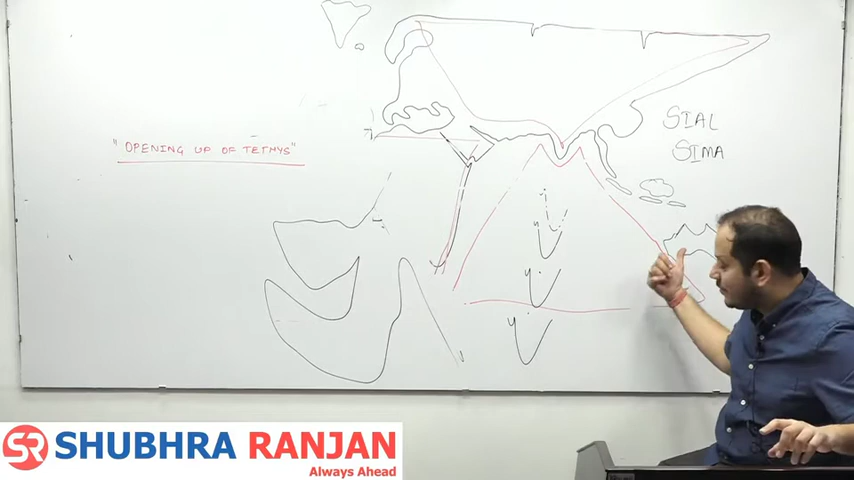 "OPENING UP OF TETHYS"
SIAL
SIMA
SR SHUBHRA RANJAN
Always Ahead